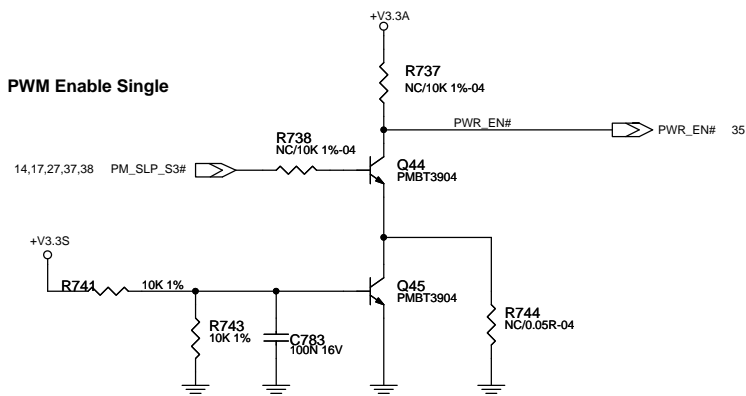 +V3.3A
R737
NC/10K 1%-04
PWM Enable Single
PWR_EN#
PWR_EN# 35
R738
NC/10K 1%-04
14,17,27,37,38 PM_SLP_S3#
Q44
PMBT3904
+V3.3S
R741 10K 1%
Q45
PMBT3904
R743
10K 1%
C783
100N 16V
R744
NC/0.05R-04